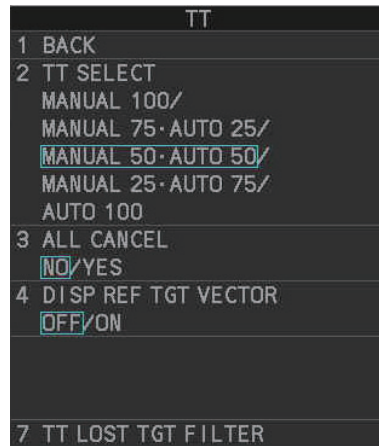 TT
1 BACK
2 TT SELECT
MANUAL 100/
MANUAL 75·AUTO 25/
MANUAL 50·AUTO 50/
MANUAL 25·AUTO 75/
AUTO 100
3 ALL CANCEL
NO/YES
4 DISP REF TGT VECTOR
OFF/ON
7 TT LOST TGT FILTER